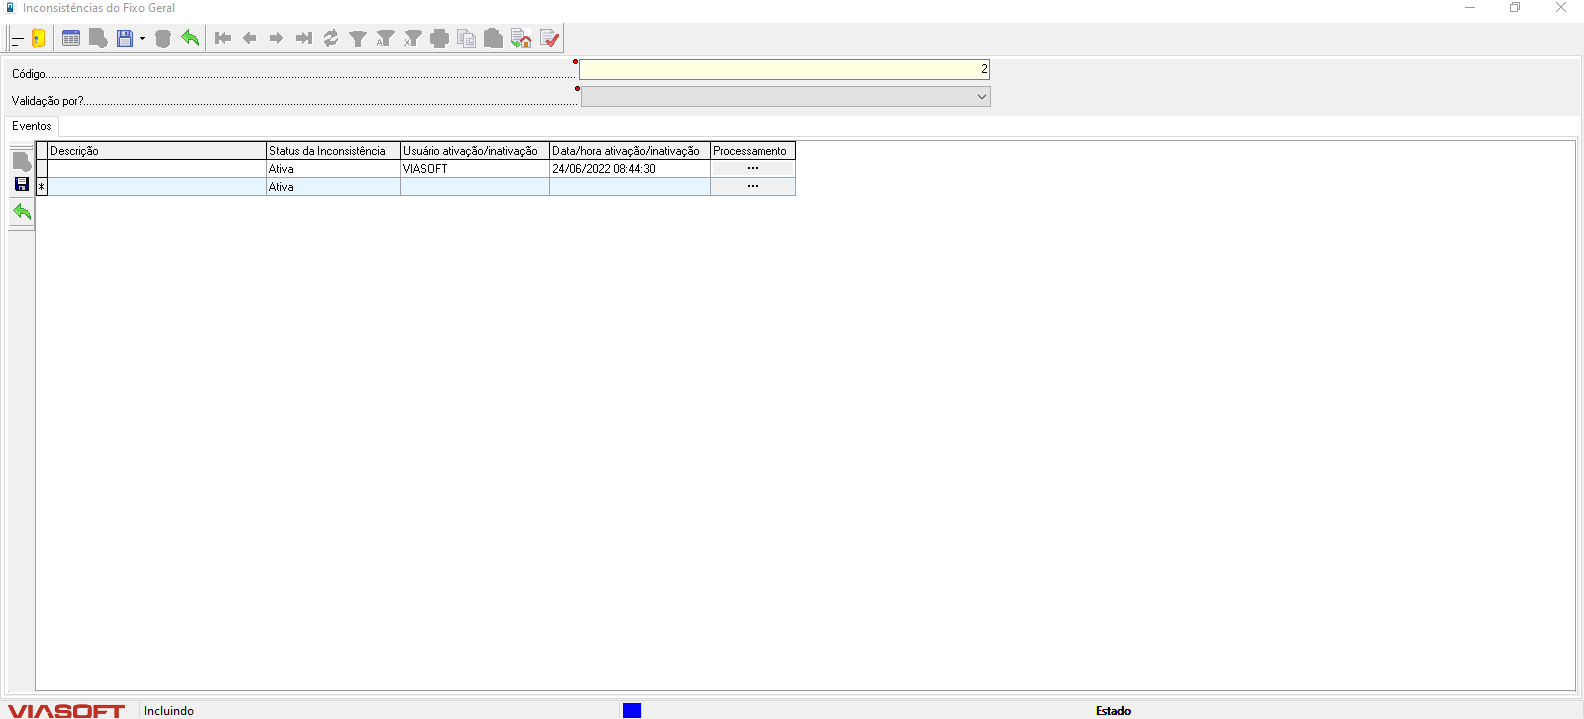 Inconsistências do Fixo Geral
Código
2
Validação por?
Eventos
Descrição Status da Inconsistência Usuário ativação/inativação Data/hora ativação/inativação Processamento
Ativa VIASOFT 24/06/2022 08:44:30 ...
* Ativa ...
VIASOFT Incluindo Estado